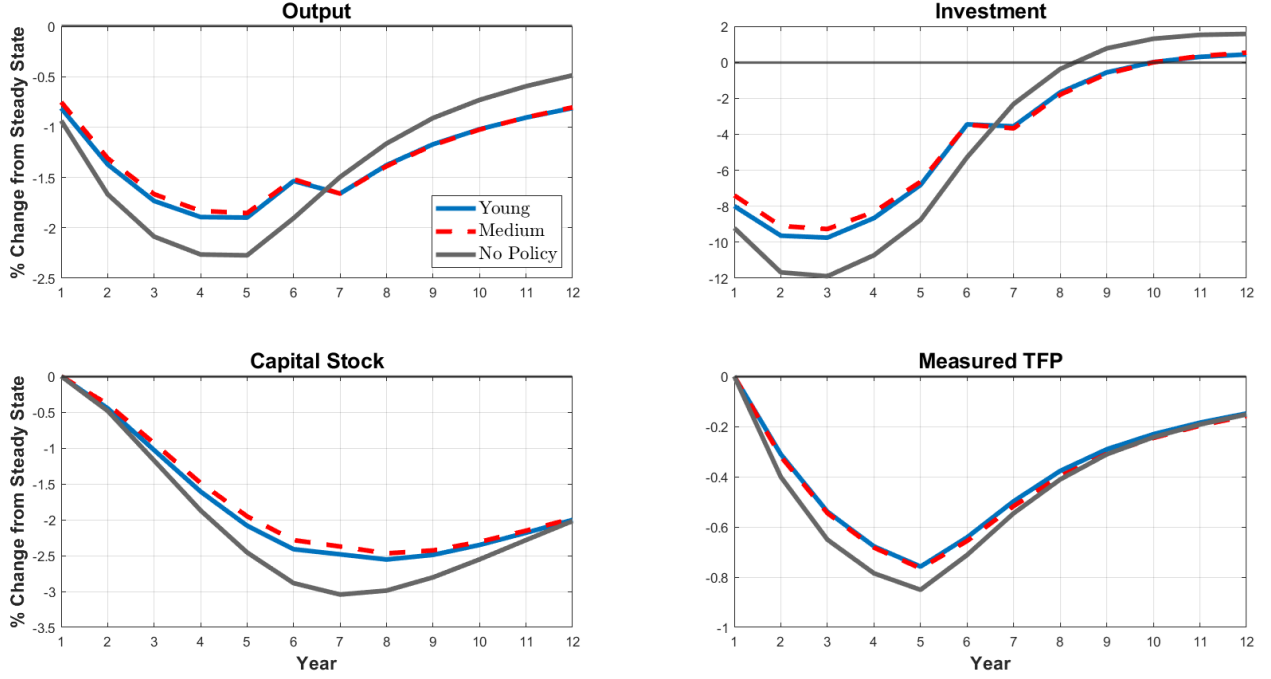 Output
% Change from Steady State
0
-0.5
-1
-1.5
-2
-2.5
1 2 3 4 5 6 7 8 9 10 11 12
Young
Medium
No Policy
Investment
2
0
-2
-4
-6
-8
-10
-12
1 2 3 4 5 6 7 8 9 10 11 12
Capital Stock
% Change from Steady State
0
-0.5
-1
-1.5
-2
-2.5
-3
-3.5
1 2 3 4 5 6 7 8 9 10 11 12
Year
Measured TFP
0
-0.2
-0.4
-0.6
-0.8
-1
1 2 3 4 5 6 7 8 9 10 11 12
Year